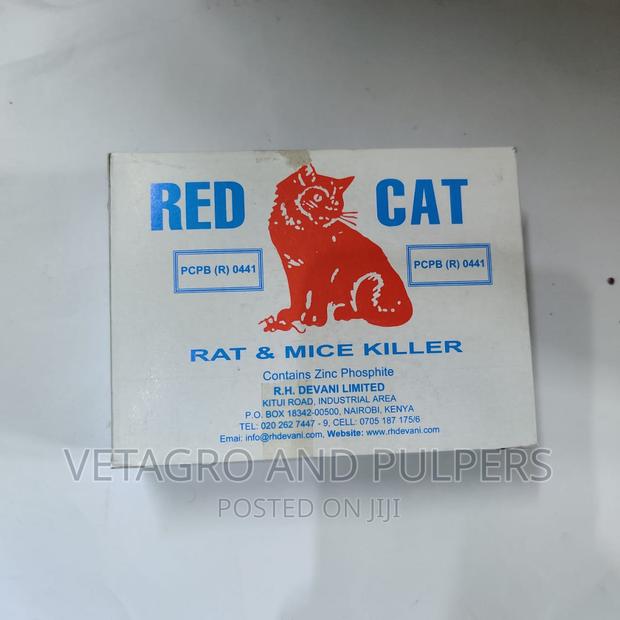 RED CAT
PCPB (R) 0441
PCPB (R) 0441
RAT & MICE KILLER
Contains Zinc Phosphite
R.H. DEVANI LIMITED
KITUI ROAD, INDUSTRIAL AREA
P.O. BOX 18342-00500, NAIROBI, KENYA
TEL: 020 262 7447 - 9, CELL: 0705 187 175/6
Emai: info@rhdevani.com, Website: www.rhdevani.com
VETAGRO AND PULPERS
POSTED ON JIJI